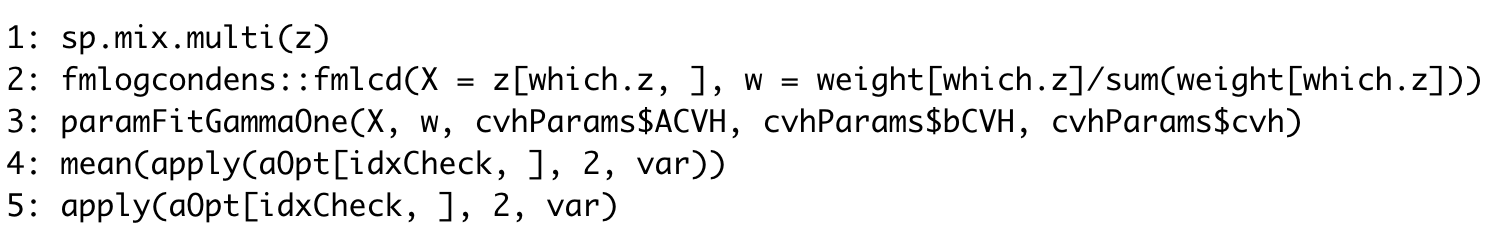 1: sp.mix.multi(z)
2: fmlogcondens::fmlcd(X = z[which.z, ], w = weight[which.z]/sum(weight[which.z]))
3: paramFitGammaOne(X, w, cvhParams$ACVH, cvhParams$bCVH, cvhParams$cvh)
4: mean(apply(aOpt[idxCheck, ], 2, var))
5: apply(aOpt[idxCheck, ], 2, var)